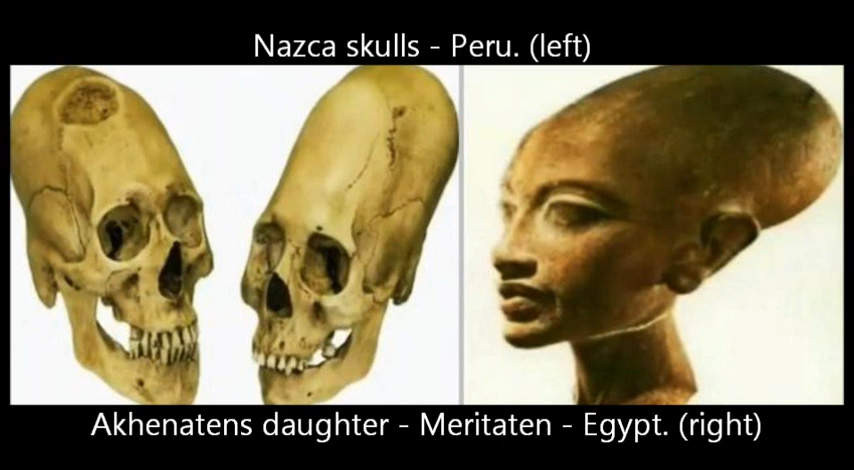 Nazca skulls - Peru. (left)
Akhenatens daughter - Meritaten - Egypt. (right)